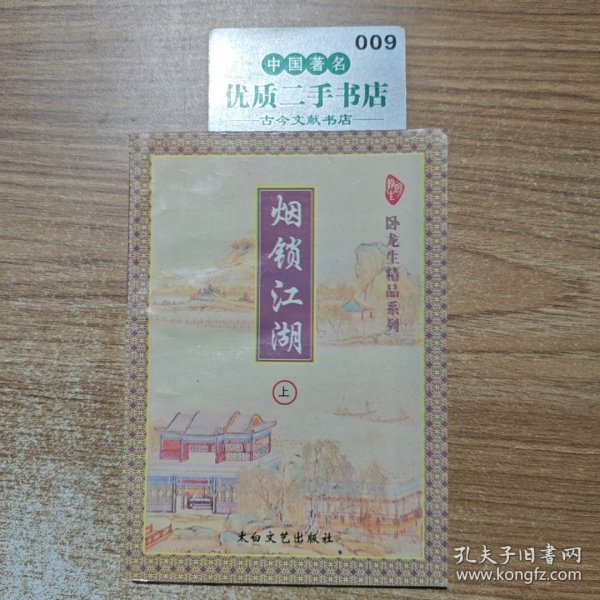 009
中国著名
优质二手书店
古今文献书店
烟锁江湖
上
卧龙生精品系列
太白文艺出版社
孔夫子旧书网
www.kongfz.com